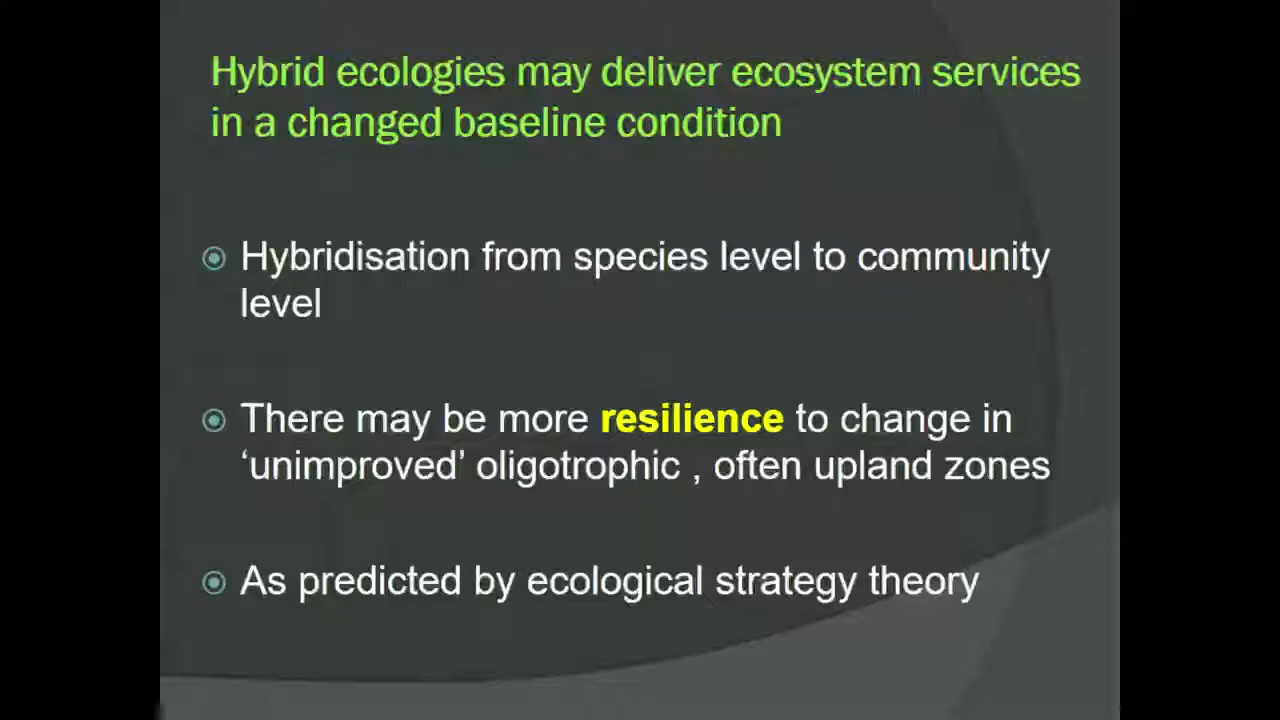 Hybrid ecologies may deliver ecosystem services
in a changed baseline condition
Hybridisation from species level to community
level
There may be more resilience to change in
‘unimproved’ oligotrophic , often upland zones
As predicted by ecological strategy theory